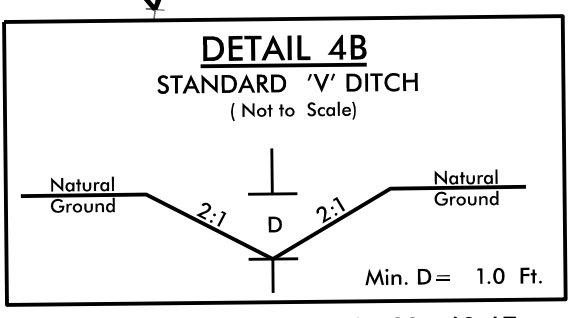 DETAIL 4B
STANDARD 'V' DITCH
( Not to Scale)
Natural
Ground
2:1
D
2:1
Natural
Ground
Min. D= 1.0 Ft.